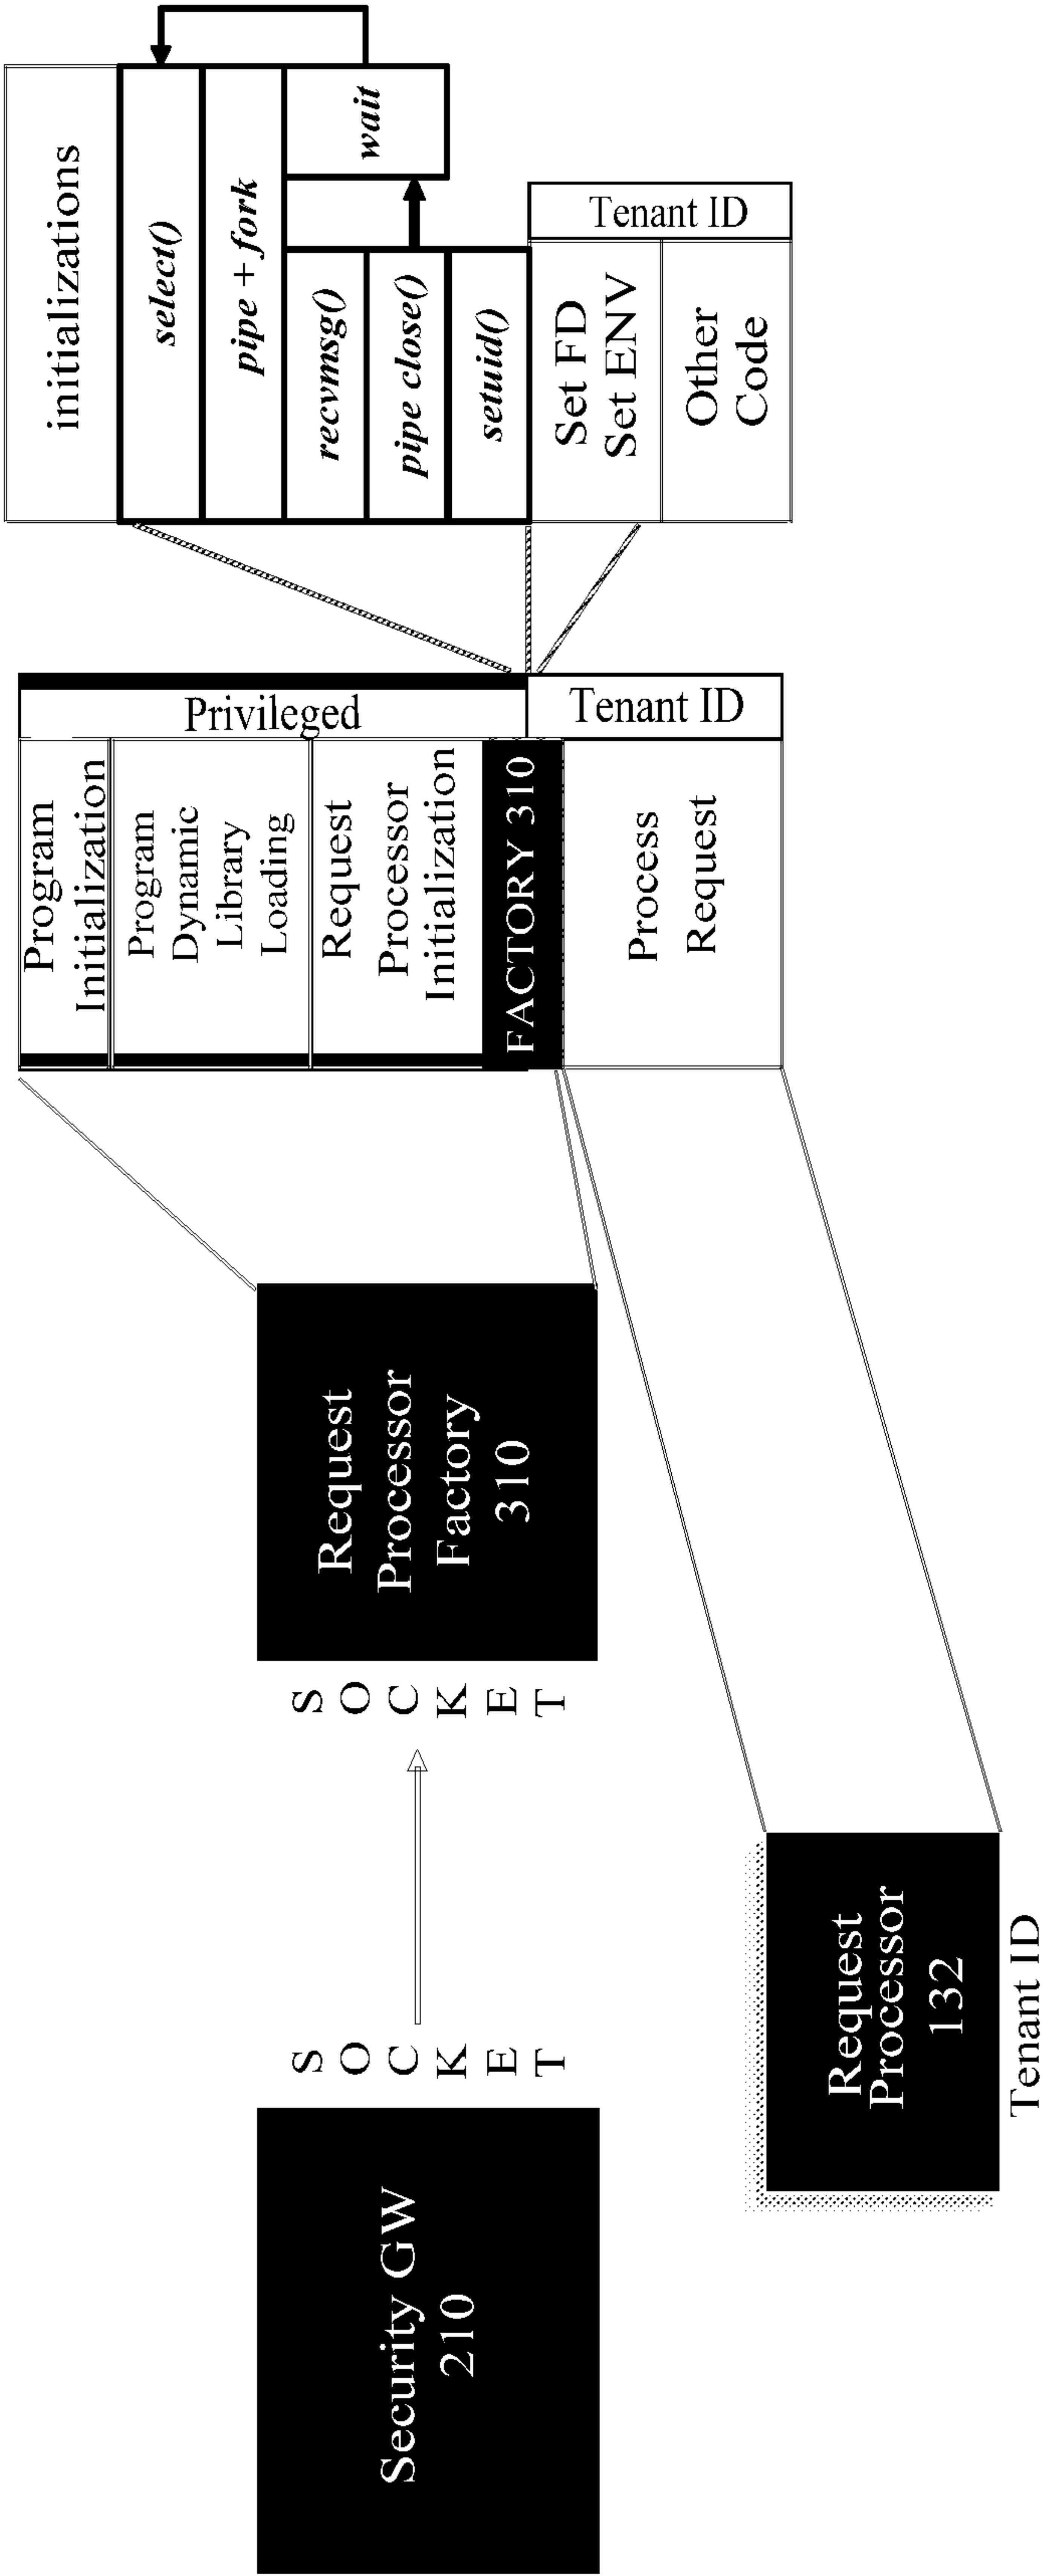 Security GW
210
S
O
C
K
E
T
S
O
C
K
E
T
Request
Processor
Factory
310
Request
Processor
132
Tenant ID
Program
Initialization
Program
Dynamic
Library
Loading
Request
Processor
Initialization
FACTORY 310
Process
Request
Privileged
Tenant ID
initializations
select()
pipe + fork
recvmsg()
pipe close()
setuid()
wait
Set FD
Set ENV
Other
Code
Tenant ID